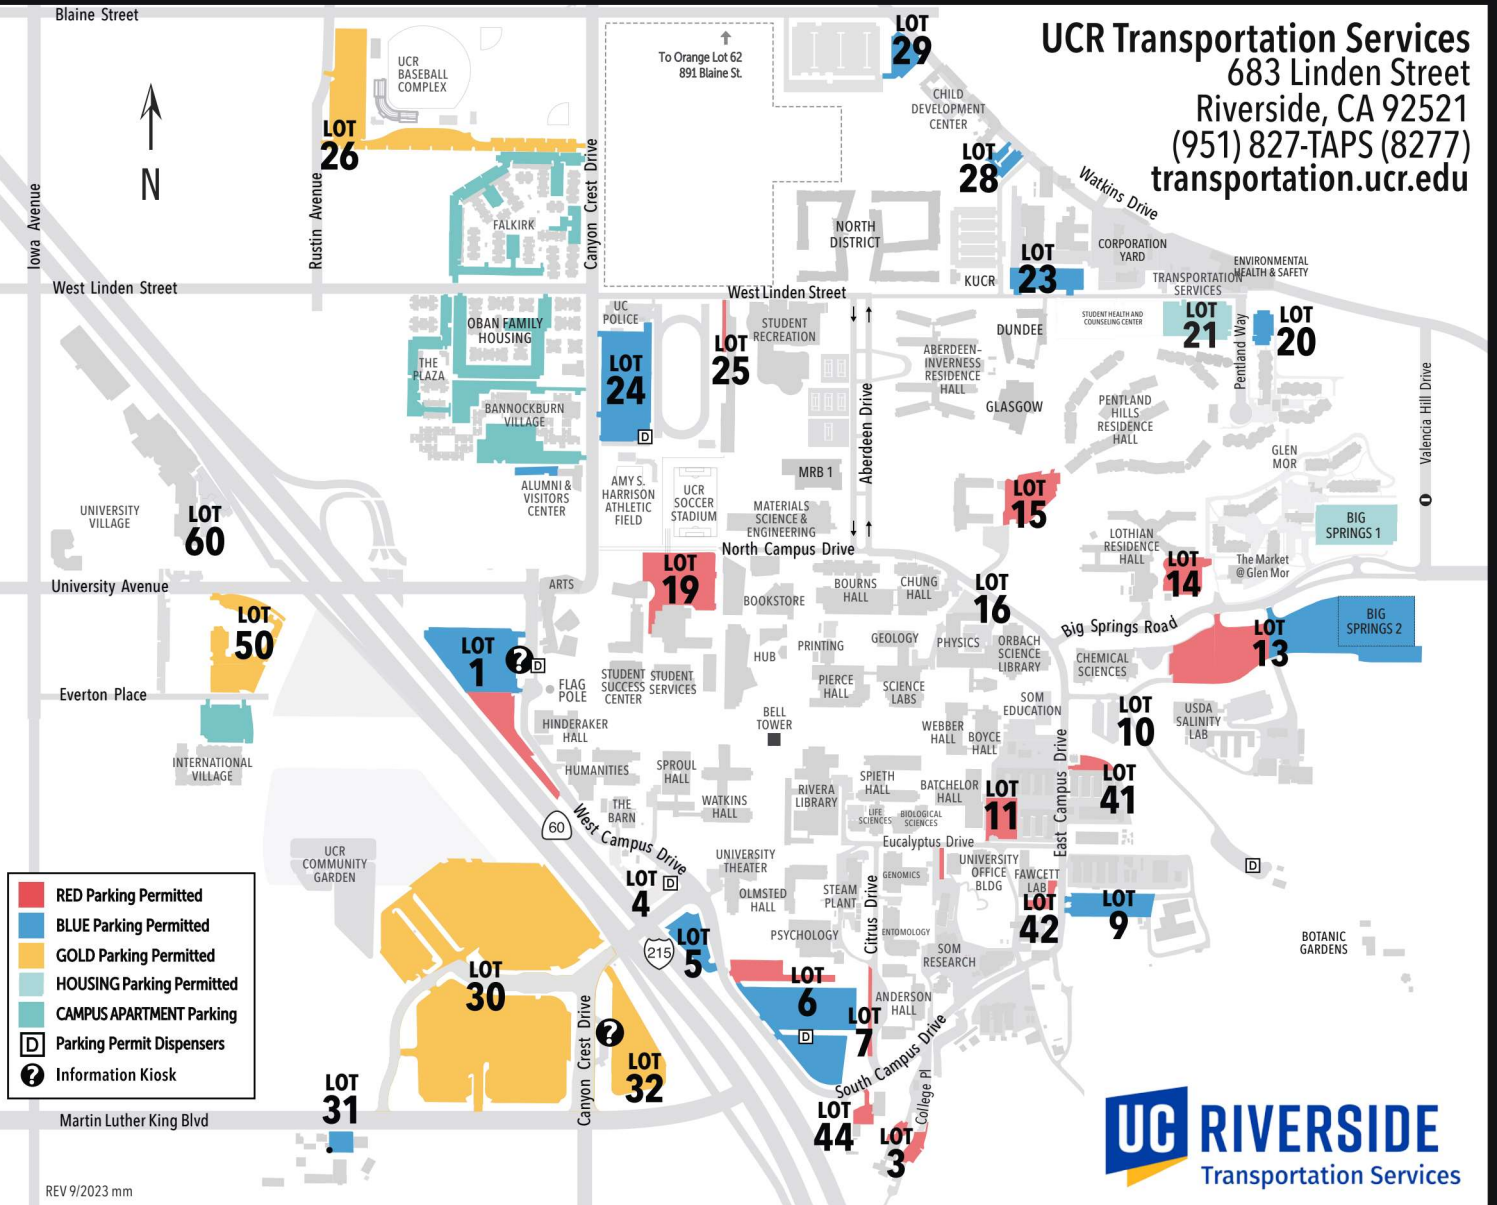 Blaine Street
UCR Transportation Services
683 Linden Street
Riverside, CA 92521
(951) 827-TAPS (8277)
transportation.ucr.edu
LOT
29
To Orange Lot 62
891 Blaine St.
UCR
BASEBALL
COMPLEX
CHILD
DEVELOPMENT
CENTER
N
LOT
26
LOT
28
Watkins Drive
Iowa Avenue
Rustin Avenue
Canyon Crest Drive
FALKIRK
NORTH
DISTRICT
CORPORATION
YARD
LOT
23
KUCR
TRANSPORTATION
SERVICES
ENVIRONMENTAL
HEALTH & SAFETY
West Linden Street
West Linden Street
UC
POLICE
OBAN FAMILY
HOUSING
THE
PLAZA
LOT
24
D
LOT
25
STUDENT
RECREATION
ABERDEEN-
INVERNESS
RESIDENCE
HALL
DUNDEE
STUDENT HEALTH AND
COUNSELING CENTER
LOT
21
Pentland Way
LOT
20
Valencia Hill Drive
BANNOCKBURN
VILLAGE
Aberdeen Drive
GLASGOW
PENTLAND
HILLS
RESIDENCE
HALL
GLEN
MOR
ALUMNI &
VISITORS
CENTER
AMY S.
HARRISON
ATHLETIC
FIELD
UCR
SOCCER
STADIUM
MRB 1
MATERIALS
SCIENCE &
ENGINEERING
LOT
15
UNIVERSITY
VILLAGE
LOT
60
BIG
SPRINGS 1
LOTHIAN
RESIDENCE
HALL
LOT
14
The Market
@ Glen Mor
North Campus Drive
University Avenue
ARTS
LOT
19
BOOKSTORE
BOURNS
HALL
CHUNG
HALL
LOT
16
Big Springs Road
LOT
13
BIG
SPRINGS 2
LOT
50
LOT
1
?
D
HUB
PRINTING
GEOLOGY
PHYSICS
ORBACH
SCIENCE
LIBRARY
CHEMICAL
SCIENCES
Everton Place
FLAG
POLE
STUDENT
SUCCESS
CENTER
STUDENT
SERVICES
PIERCE
HALL
SCIENCE
LABS
SOM
EDUCATION
LOT
10
USDA
SALINITY
LAB
HINDERAKER
HALL
BELL
TOWER
WEBBER
HALL
BOYCE
HALL
INTERNATIONAL
VILLAGE
HUMANITIES
SPROUL
HALL
WATKINS
HALL
RIVERA
LIBRARY
SPIETH
HALL
BATCHELOR
HALL
LOT
11
East Campus Drive
LOT
41
THE
BARN
LIFE
SCIENCES
BIOLOGICAL
SCIENCES
60
West Campus Drive
Eucalyptus Drive
UCR
COMMUNITY
GARDEN
UNIVERSITY
THEATER
GENOMICS
UNIVERSITY
OFFICE
BLDG
FAWCETT
LAB
D
LOT
4
D
OLMSTED
HALL
STEAM
PLANT
Citrus Drive
LOT
42
LOT
9
RED Parking Permitted
BLUE Parking Permitted
GOLD Parking Permitted
HOUSING Parking Permitted
CAMPUS APARTMENT Parking
D Parking Permit Dispensers
? Information Kiosk
PSYCHOLOGY
ENTOMOLOGY
SOM
RESEARCH
BOTANIC
GARDENS
215
LOT
5
LOT
30
LOT
6
D
LOT
7
ANDERSON
HALL
South Campus Drive
College Pl
Canyon Crest Drive
?
LOT
32
LOT
31
Martin Luther King Blvd
LOT
44
LOT
3
UC RIVERSIDE
Transportation Services
REV 9/2023 mm